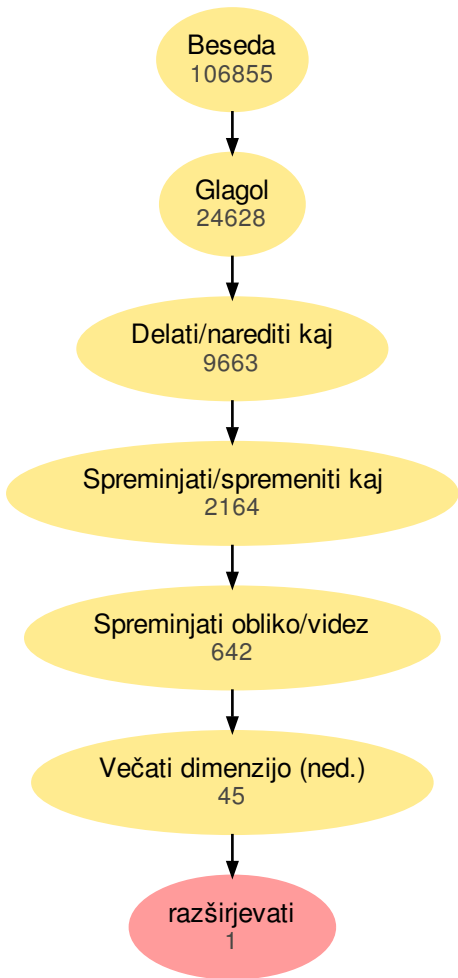 Beseda
106855
Glagol
24628
Delati/narediti kaj
9663
Spreminjati/spremeniti kaj
2164
Spreminjati obliko/videz
642
Večati dimenzijo (ned.)
45
razširjevati
1